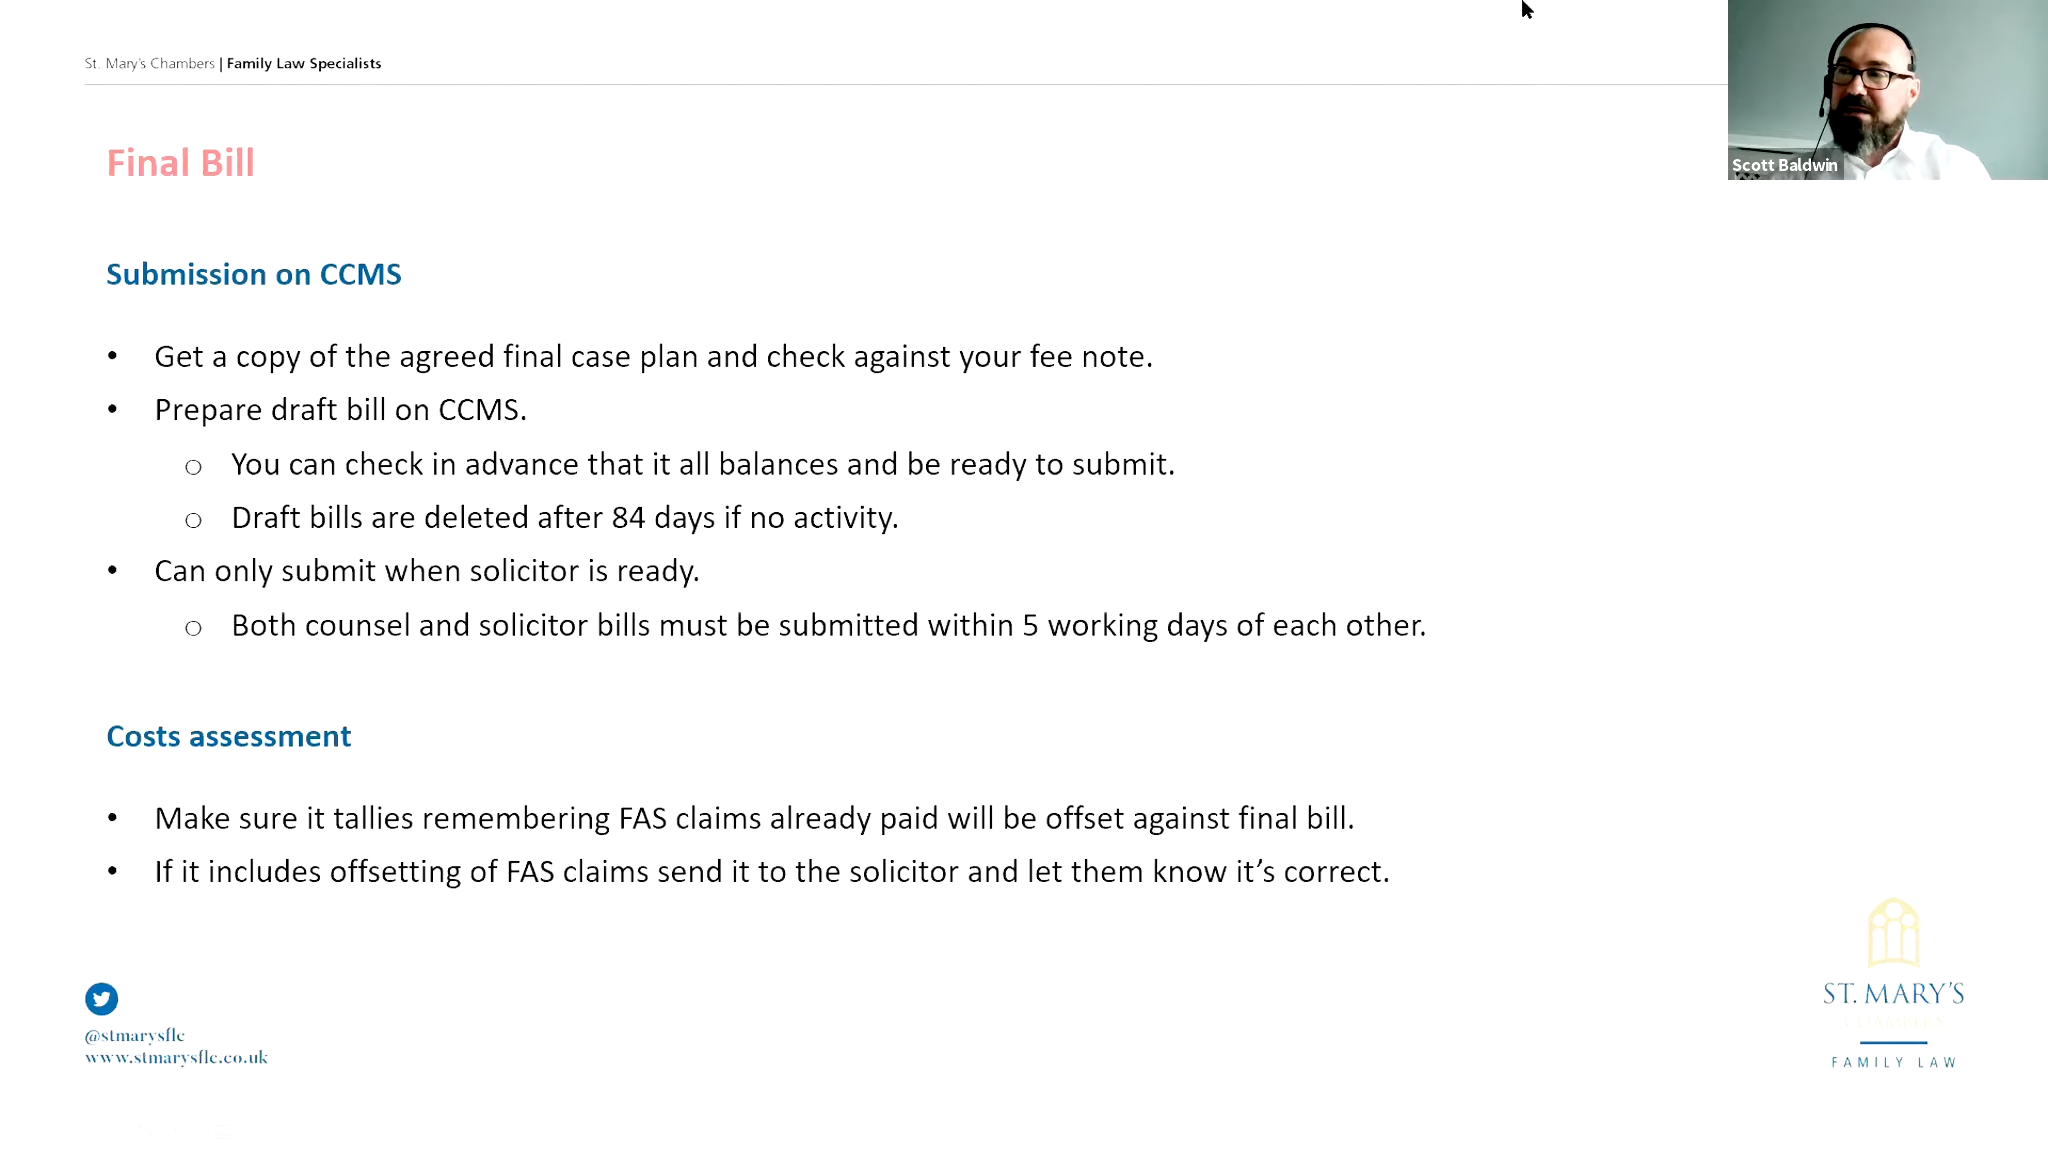 St. Mary's Chambers | Family Law Specialists
Scott Baldwin
Final Bill
Submission on CCMS
• Get a copy of the agreed final case plan and check against your fee note.
• Prepare draft bill on CCMS.
o You can check in advance that it all balances and be ready to submit.
o Draft bills are deleted after 84 days if no activity.
• Can only submit when solicitor is ready.
o Both counsel and solicitor bills must be submitted within 5 working days of each other.
Costs assessment
• Make sure it tallies remembering FAS claims already paid will be offset against final bill.
• If it includes offsetting of FAS claims send it to the solicitor and let them know it’s correct.
@stmarysflc
www.stmarysflc.co.uk
ST. MARY'S
CHAMBERS
FAMILY LAW